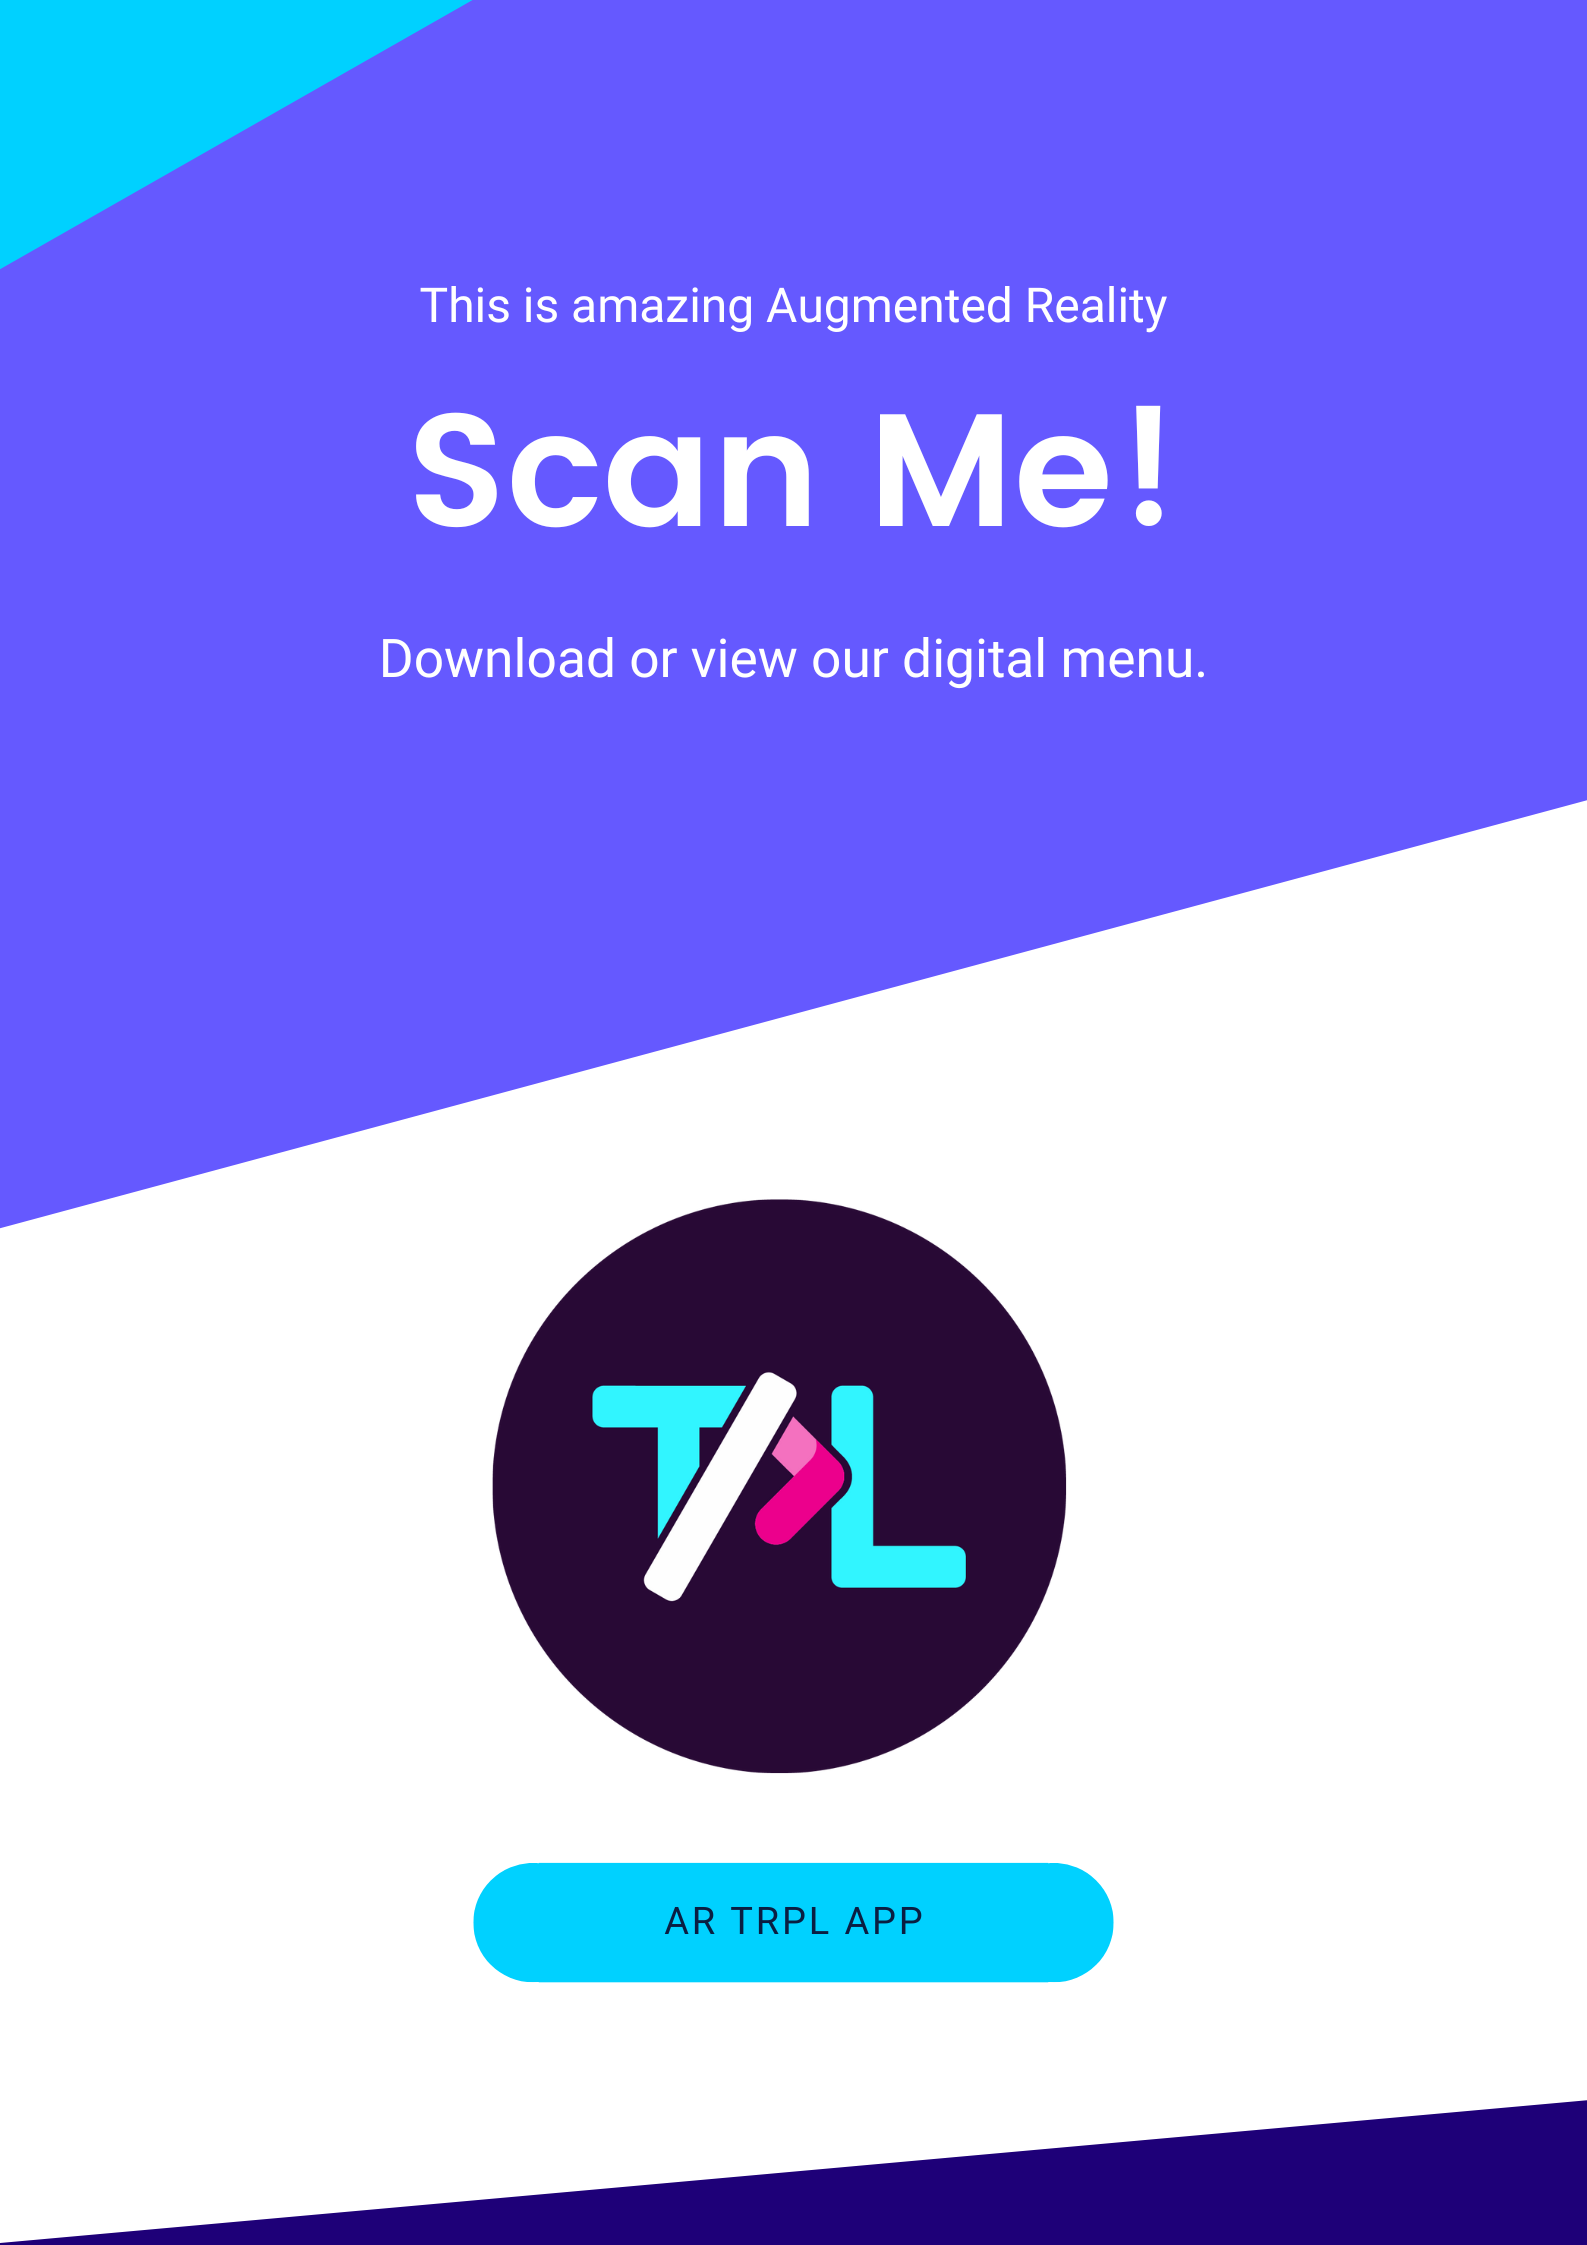 This is amazing Augmented Reality
Scan Me!
Download or view our digital menu.
T/>L
AR TRPL APP